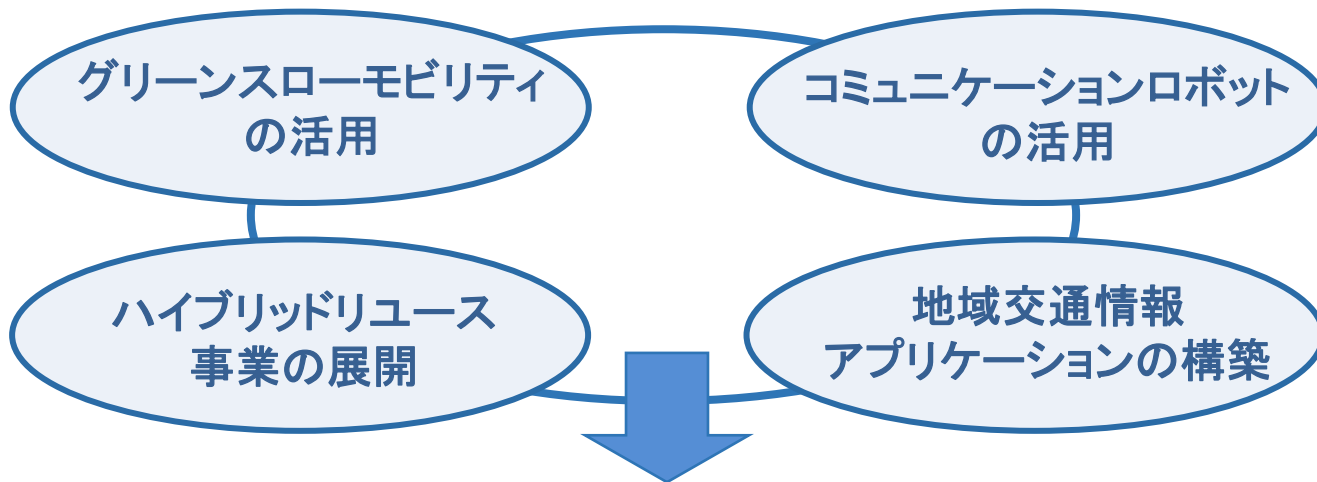 グリーンスローモビリティ
の活用
コミュニケーションロボット
の活用
ハイブリッドリユース
事業の展開
地域交通情報
アプリケーションの構築